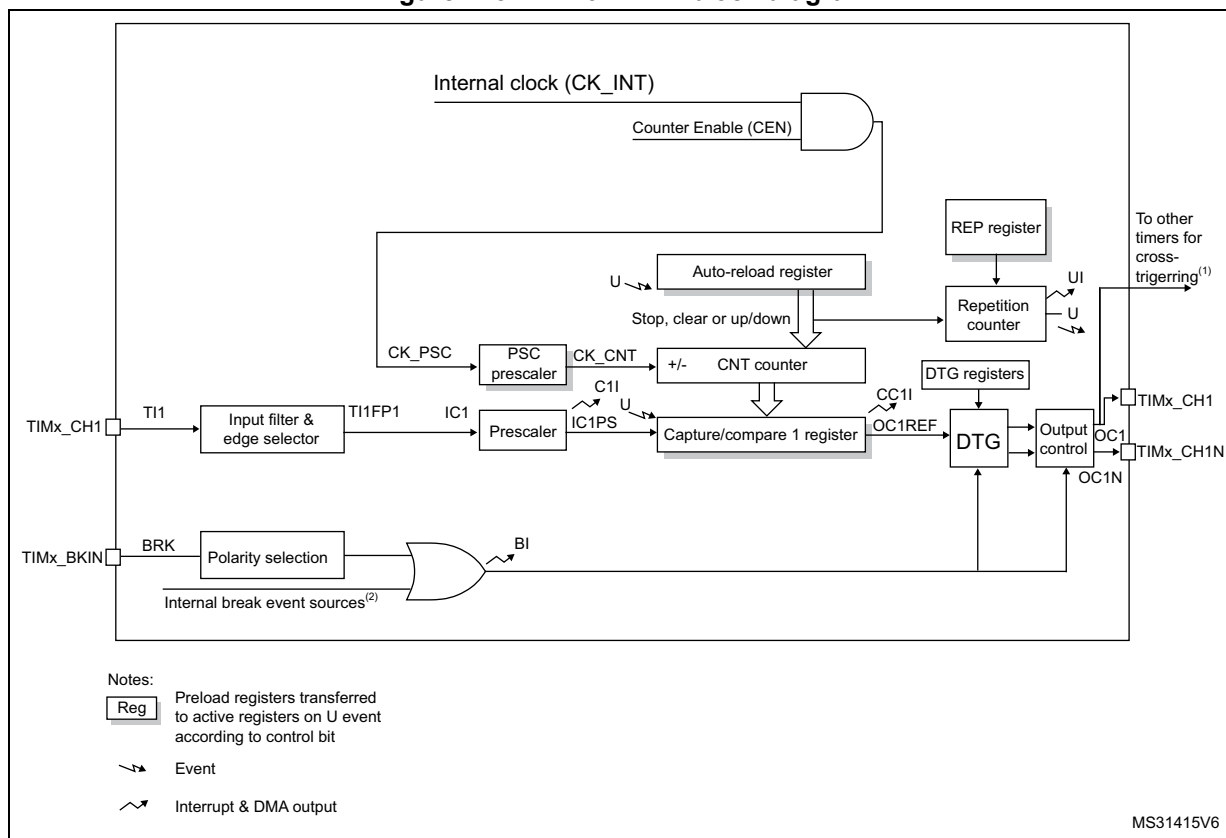 Internal clock (CK_INT)
Counter Enable (CEN)
REP register
To other
timers for
cross-
trigerring(1)
Auto-reload register
U
UI
Repetition
counter
U
Stop, clear or up/down
CK_PSC
PSC
prescaler
CK_CNT
+/-
CNT counter
DTG registers
TIMx_CH1
TI1
Input filter &
edge selector
TI1FP1
IC1
Prescaler
C1I
IC1PS
U
Capture/compare 1 register
CC1I
OC1REF
DTG
Output
control
OC1
TIMx_CH1
TIMx_CH1N
OC1N
TIMx_BKIN
BRK
Polarity selection
BI
Internal break event sources(2)
Notes:
Reg
Preload registers transferred
to active registers on U event
according to control bit
Event
Interrupt & DMA output
MS31415V6